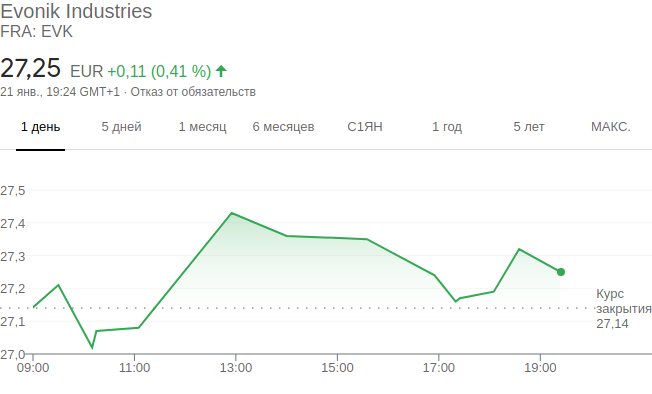 Evonik Industries
FRA: EVK
27,25 EUR +0,11 (0,41 %)
21 янв., 19:24 GMT+1 · Отказ от обязательств
1 день 5 дней 1 месяц 6 месяцев С1ЯН 1 год 5 лет МАКС.
27,5
27,4
27,3
27,2
27,1
27,0
Курс
закрытия
27,14
09:00 11:00 13:00 15:00 17:00 19:00